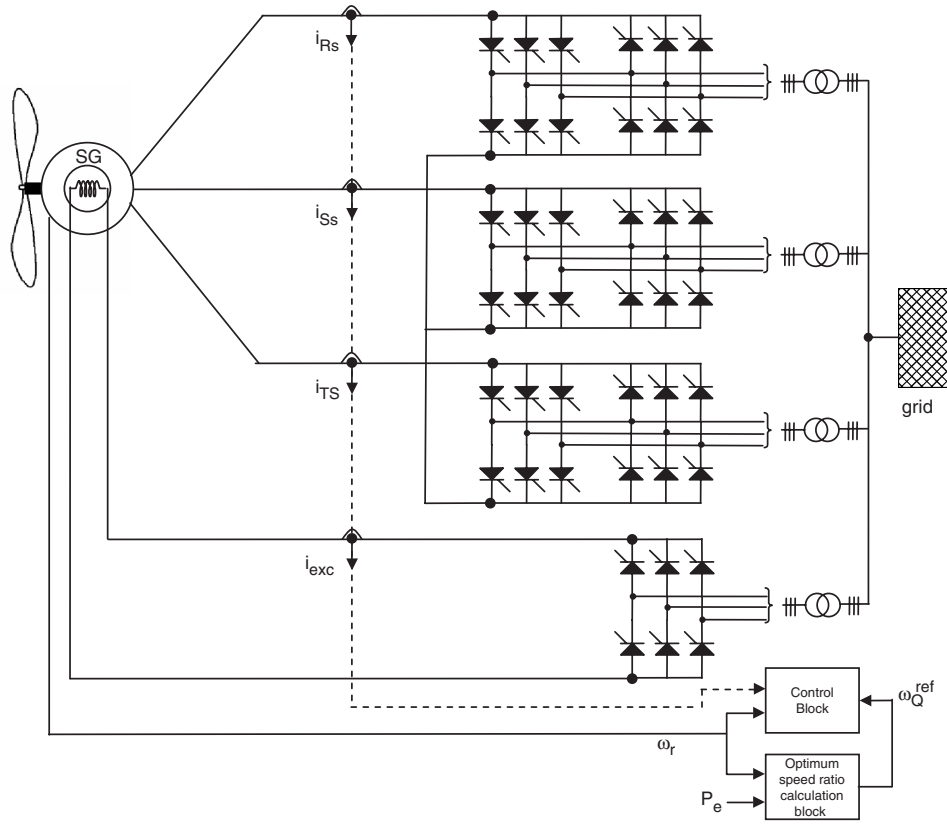 i_Rs
SG
i_Ss
i_TS
grid
i_exc
Control
Block
ω_Q^ref
ω_r
Optimum
speed ratio
calculation
block
P_e